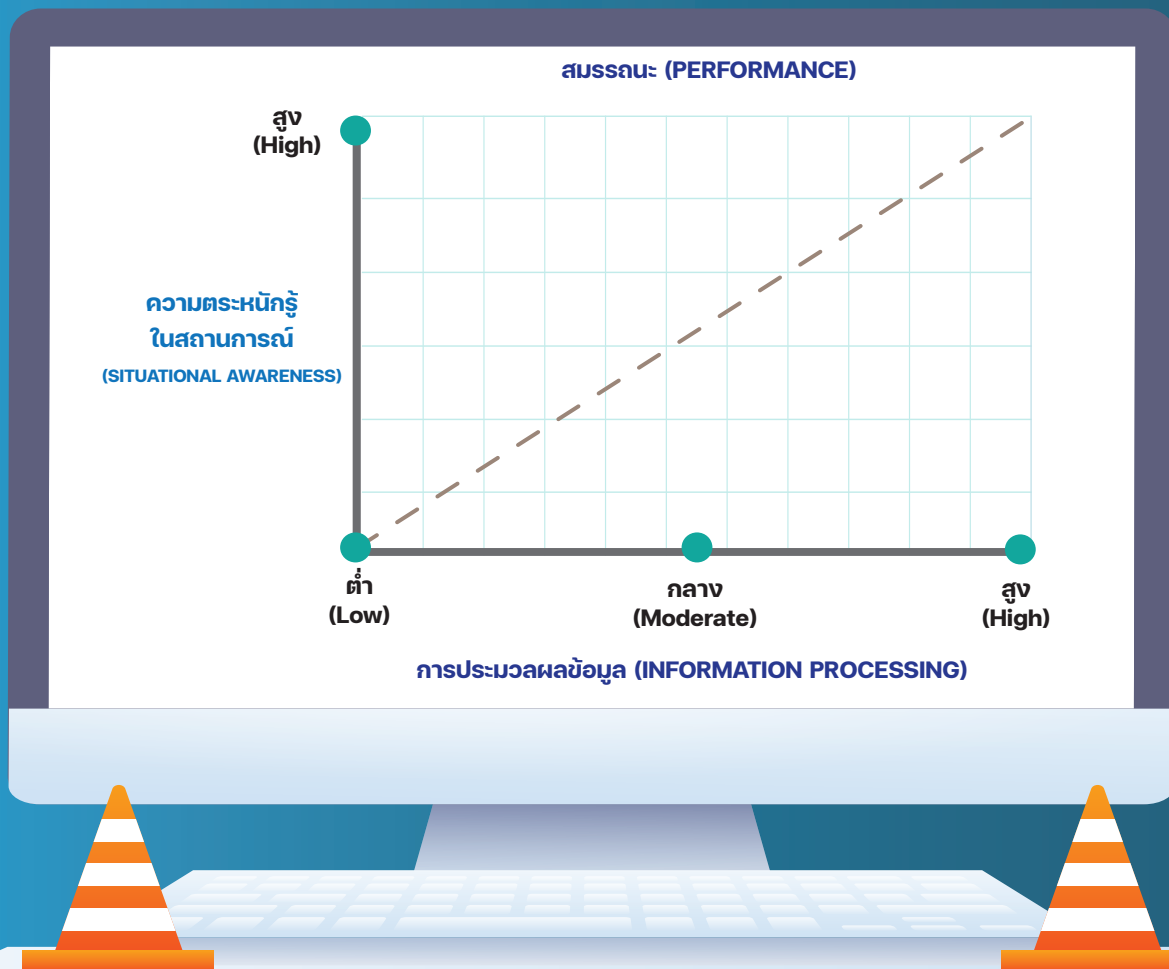 สมรรถนะ (PERFORMANCE)
สูง
(High)
ความตระหนักรู้
ในสถานการณ์
(SITUATIONAL AWARENESS)
ต่ำ
(Low)
กลาง
(Moderate)
สูง
(High)
การประมวลผลข้อมูล (INFORMATION PROCESSING)